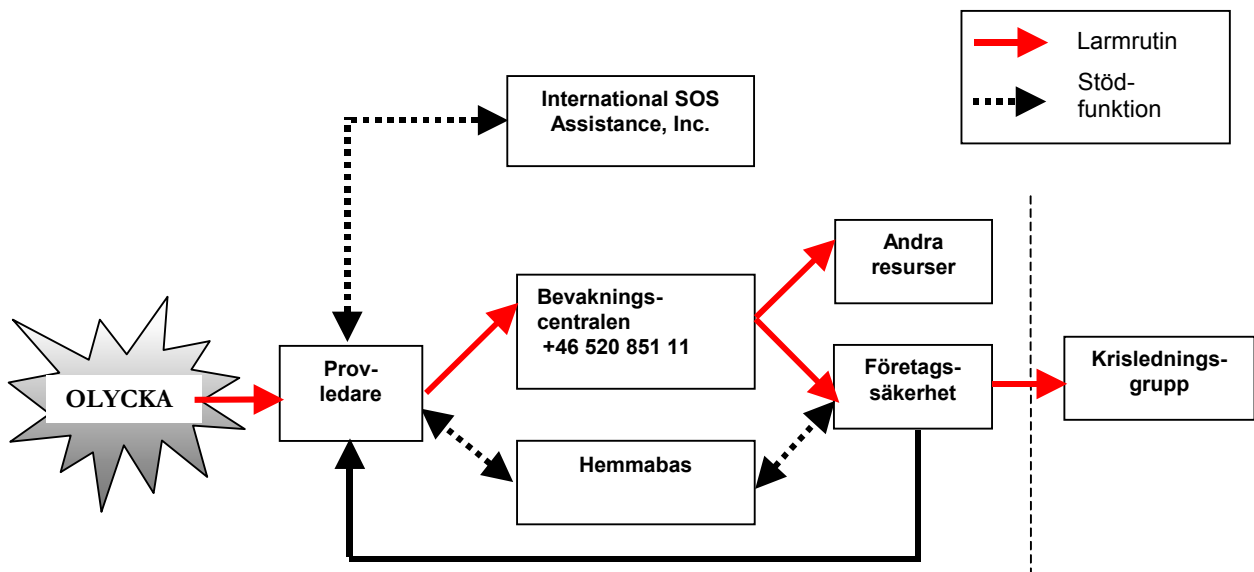 Larmrutin
Stöd-
funktion
International SOS
Assistance, Inc.
Andra
resurser
Bevaknings-
centralen
+46 520 851 11
OLYCKA
Prov-
ledare
Företags-
säkerhet
Krislednings-
grupp
Hemmabas